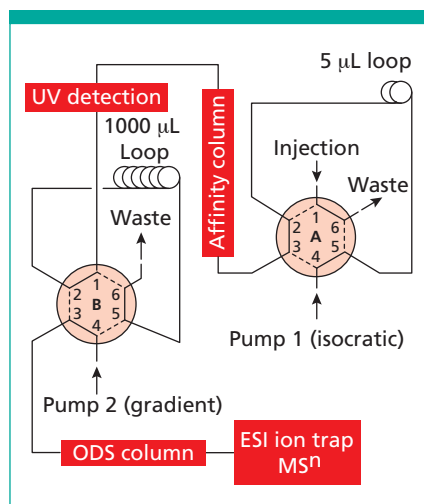 5 μL loop
UV detection
1000 μL
Loop
Affinity column
Injection
Waste
Waste
1
2
6
A
3
5
4
1
2
6
B
3
5
4
Pump 1 (isocratic)
Pump 2 (gradient)
ODS column
ESI ion trap
MSⁿ